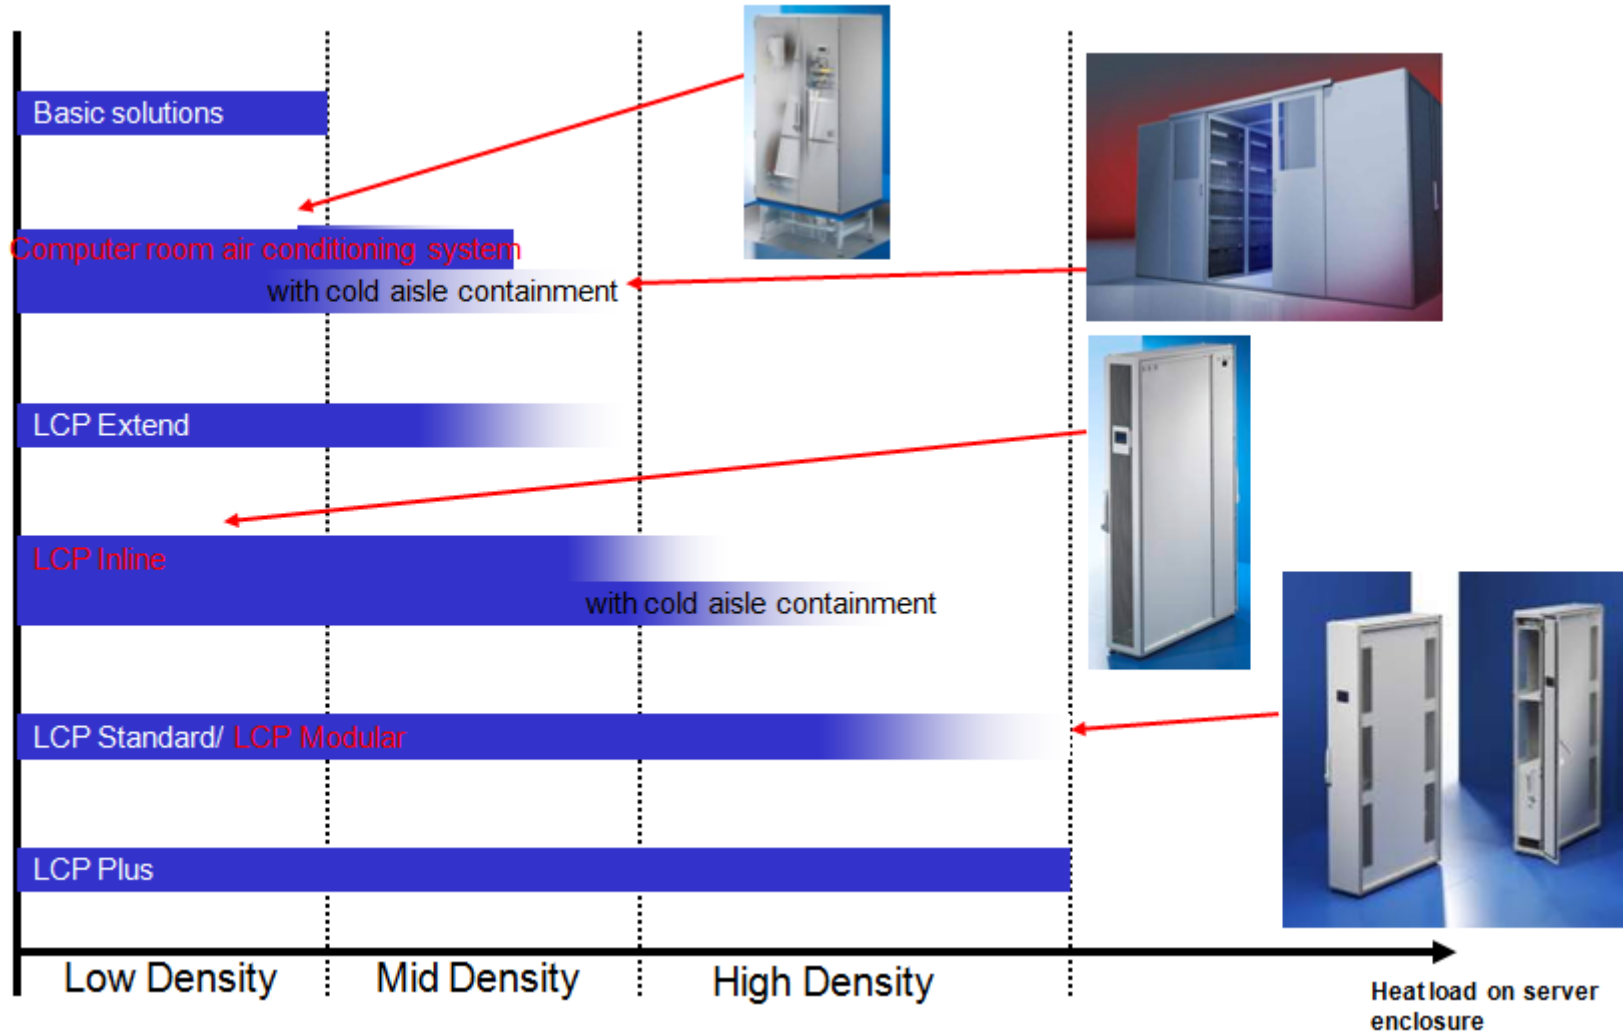 Basic solutions
Computer room air conditioning system
with cold aisle containment
LCP Extend
LCP Inline
with cold aisle containment
LCP Standard/ LCP Modular
LCP Plus
Low Density
Mid Density
High Density
Heat load on server
enclosure